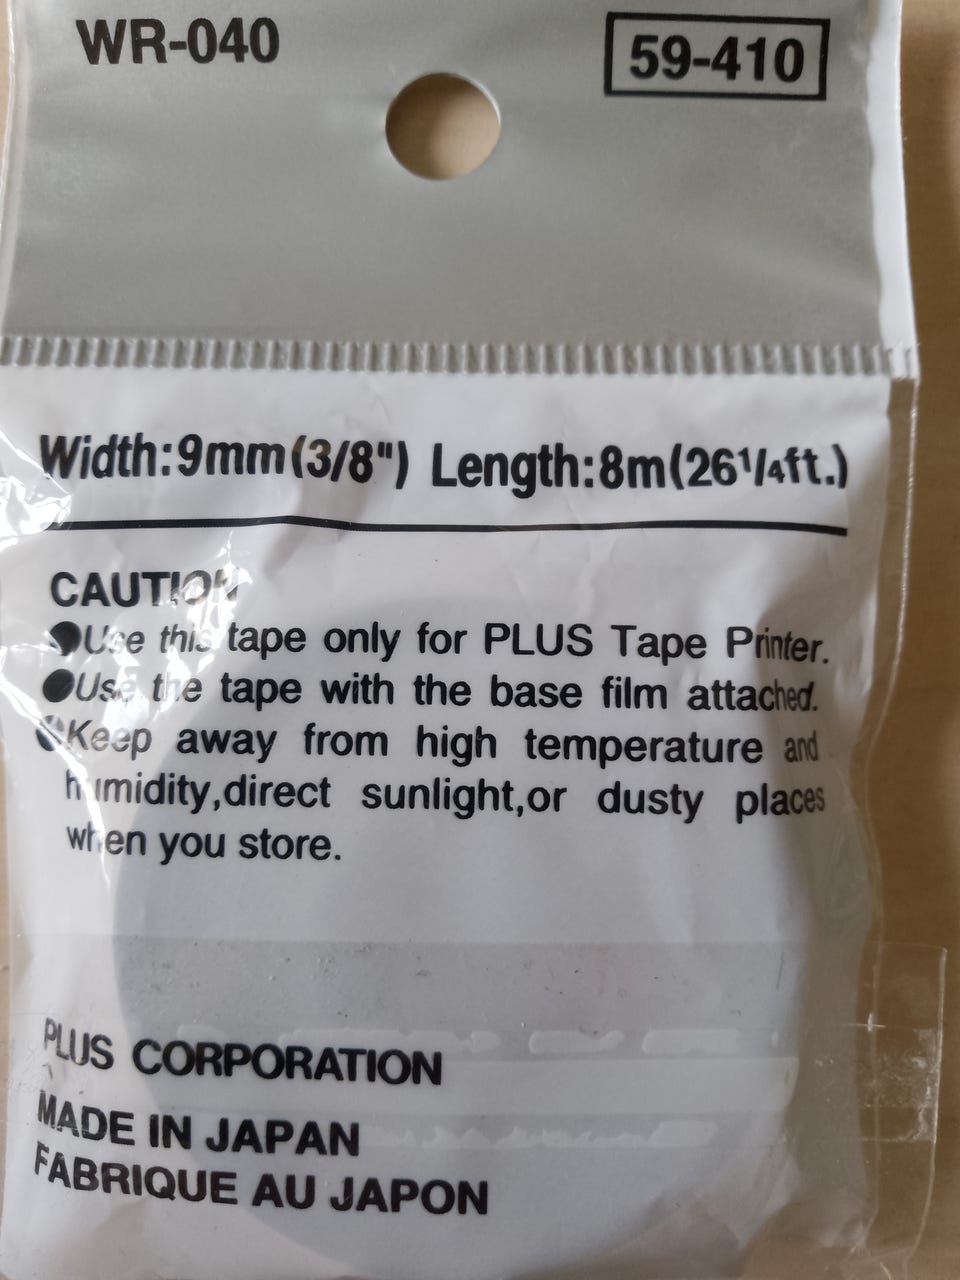 WR-040
59-410
Width:9mm(3/8") Length:8m(26¼ft.)
CAUTION
●Use this tape only for PLUS Tape Printer.
●Use the tape with the base film attached.
●Keep away from high temperature and
humidity,direct sunlight,or dusty places
when you store.
PLUS CORPORATION
MADE IN JAPAN
FABRIQUE AU JAPON